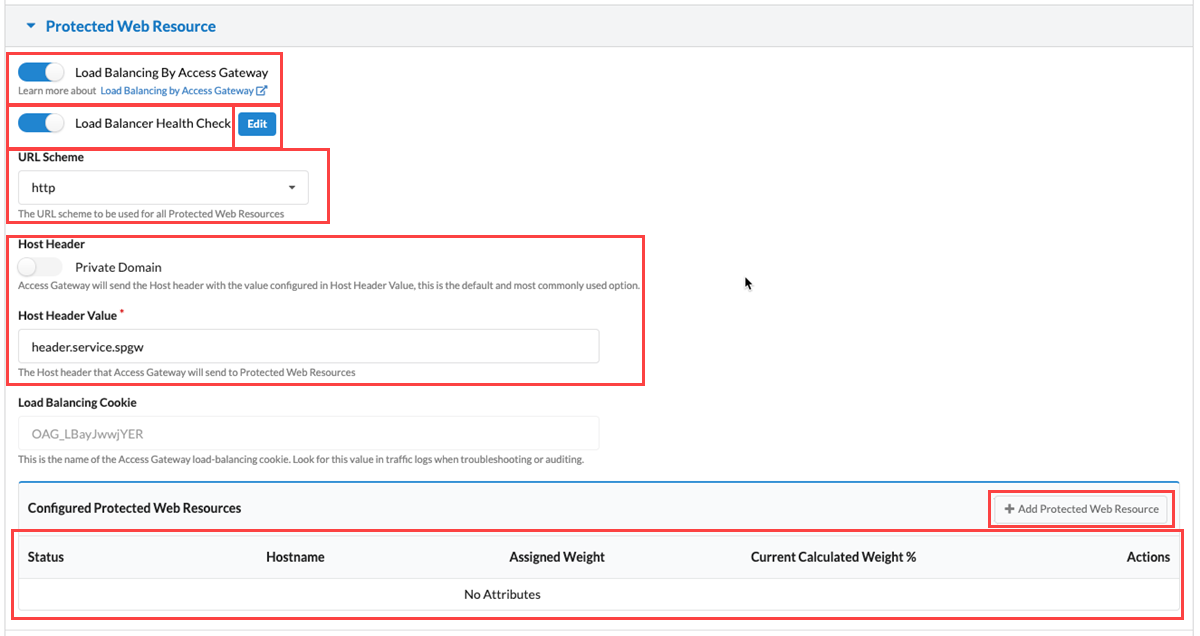 Protected Web Resource
Load Balancing By Access Gateway
Learn more about Load Balancing by Access Gateway
Load Balancer Health Check Edit
URL Scheme
http
The URL scheme to be used for all Protected Web Resources
Host Header
Private Domain
Access Gateway will send the Host header with the value configured in Host Header Value, this is the default and most commonly used option.
Host Header Value *
header.service.spgw
The Host header that Access Gateway will send to Protected Web Resources
Load Balancing Cookie
OAG_LBayJwwjYER
This is the name of the Access Gateway load-balancing cookie. Look for this value in traffic logs when troubleshooting or auditing.
Configured Protected Web Resources + Add Protected Web Resource
Status Hostname Assigned Weight Current Calculated Weight % Actions
No Attributes